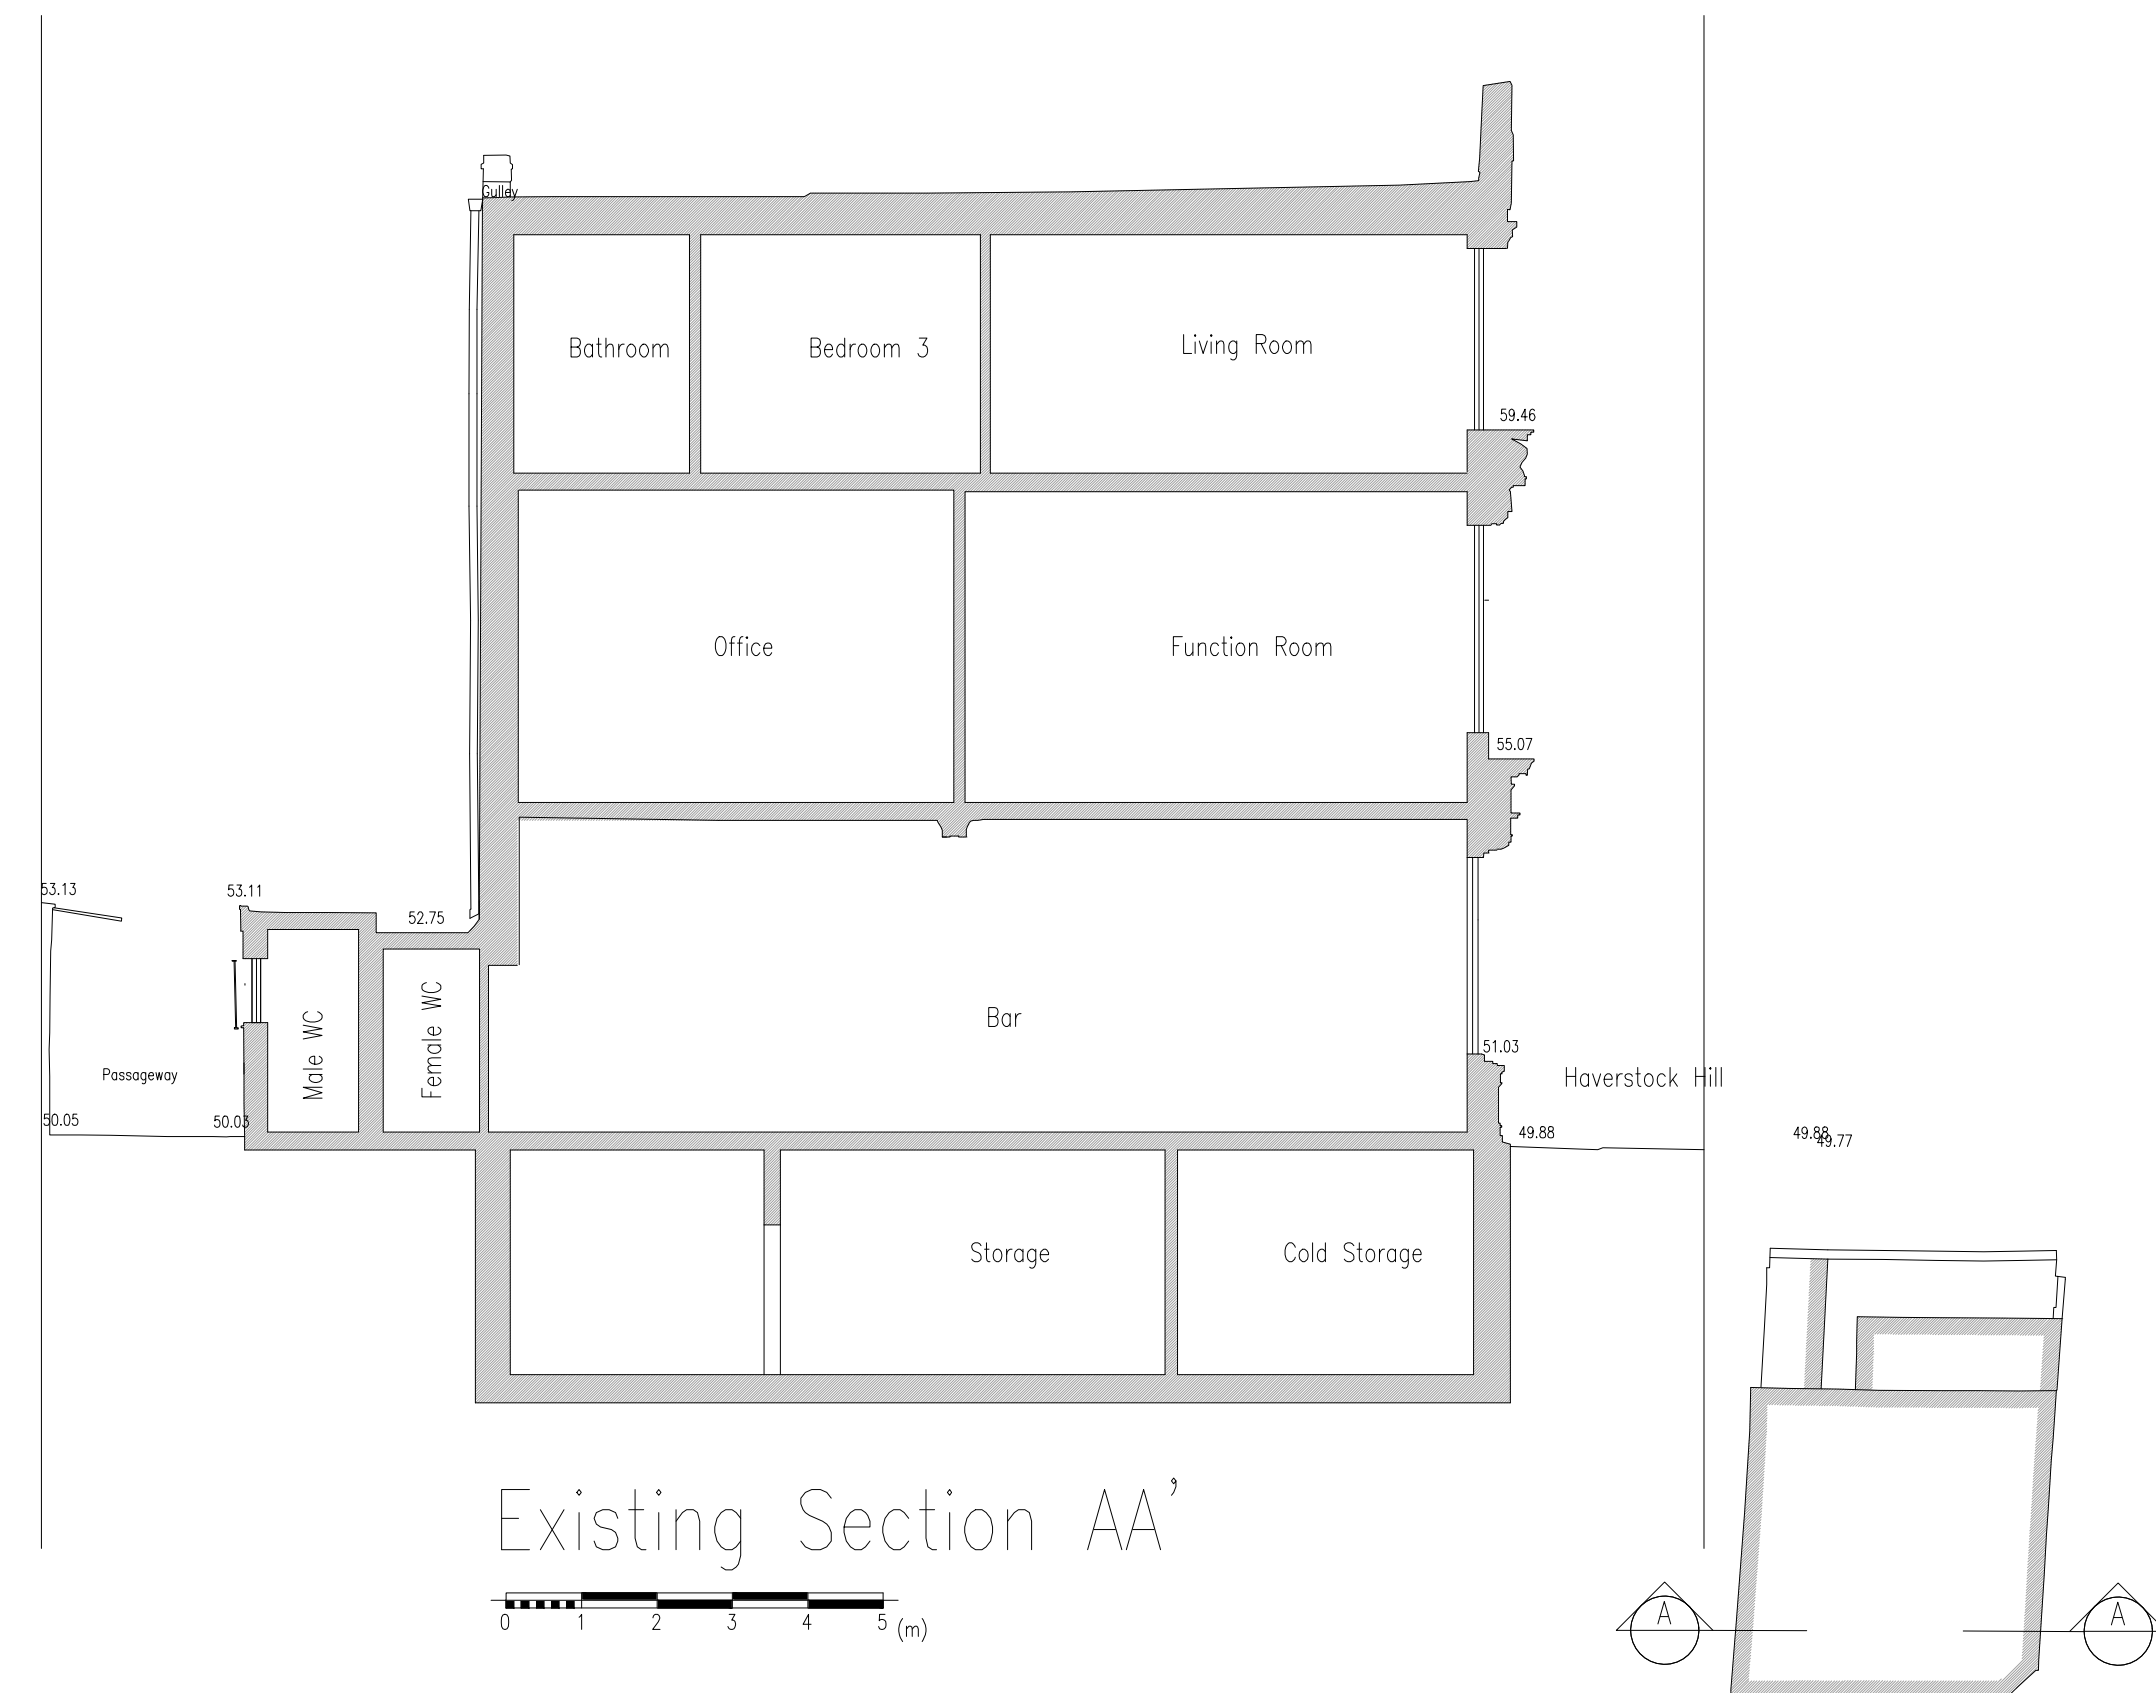 Gulley
Bathroom
Bedroom 3
Living Room
59.46
Office
Function Room
55.07
53.13
53.11
52.75
Male WC
Female WC
Bar
51.03
Passageway
Haverstock Hill
50.05
50.03
49.88
49.88
49.77
Storage
Cold Storage
Existing Section AA'
0 1 2 3 4 5 (m)
A
A